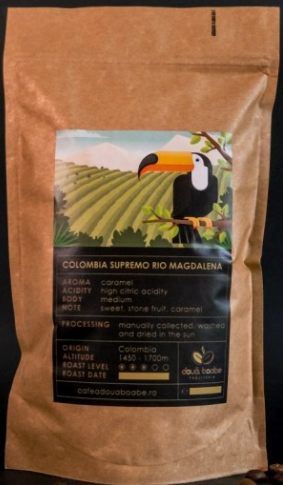 COLOMBIA SUPREMO RIO MAGDALENA
AROMA caramel
ACIDITY high citric acidity
BODY medium
NOTE sweet, stone fruit, caramel
PROCESSING manually collected, washed
and dried in the sun
ORIGIN Colombia
ALTITUDE 1450 - 1700m
ROAST LEVEL
ROAST DATE
două boabe
cafeadouaboabe.ro